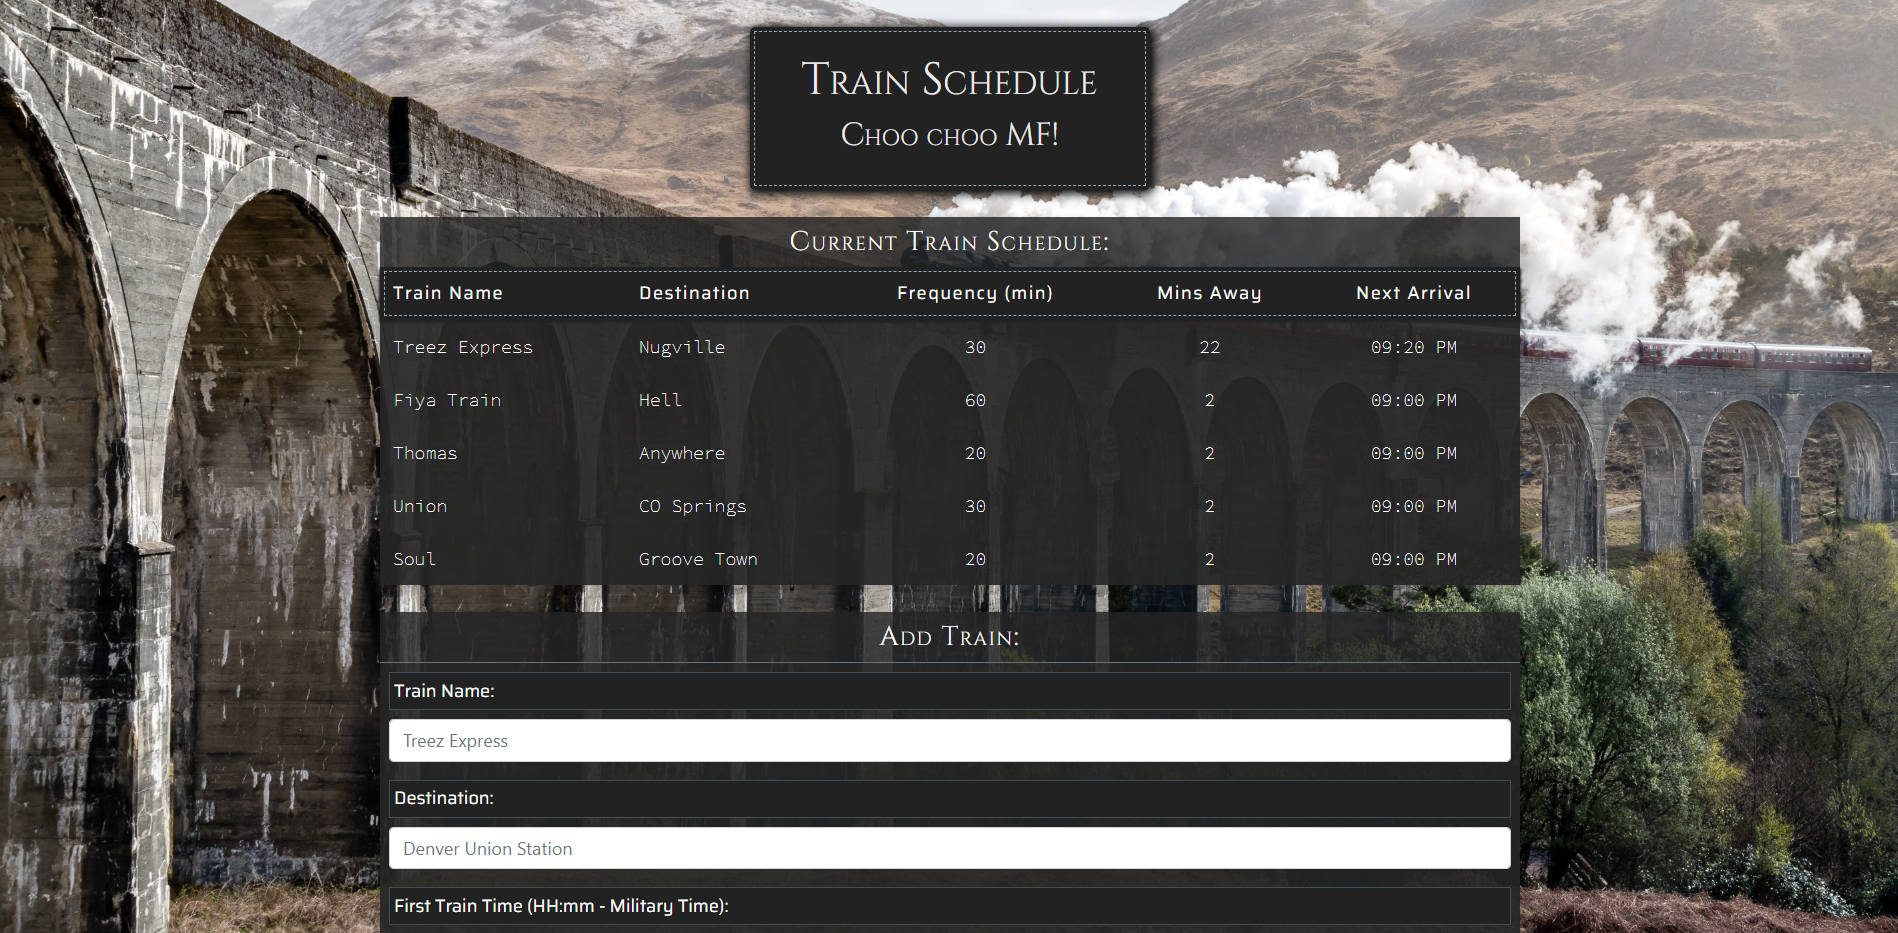 Train Schedule
Choo choo MF!
Current Train Schedule:
Train Name Destination Frequency (min) Mins Away Next Arrival
Treez Express Nugville 30 22 09:20 PM
Fiya Train Hell 60 2 09:00 PM
Thomas Anywhere 20 2 09:00 PM
Union CO Springs 30 2 09:00 PM
Soul Groove Town 20 2 09:00 PM
Add Train:
Train Name:
Treez Express
Destination:
Denver Union Station
First Train Time (HH:mm - Military Time):